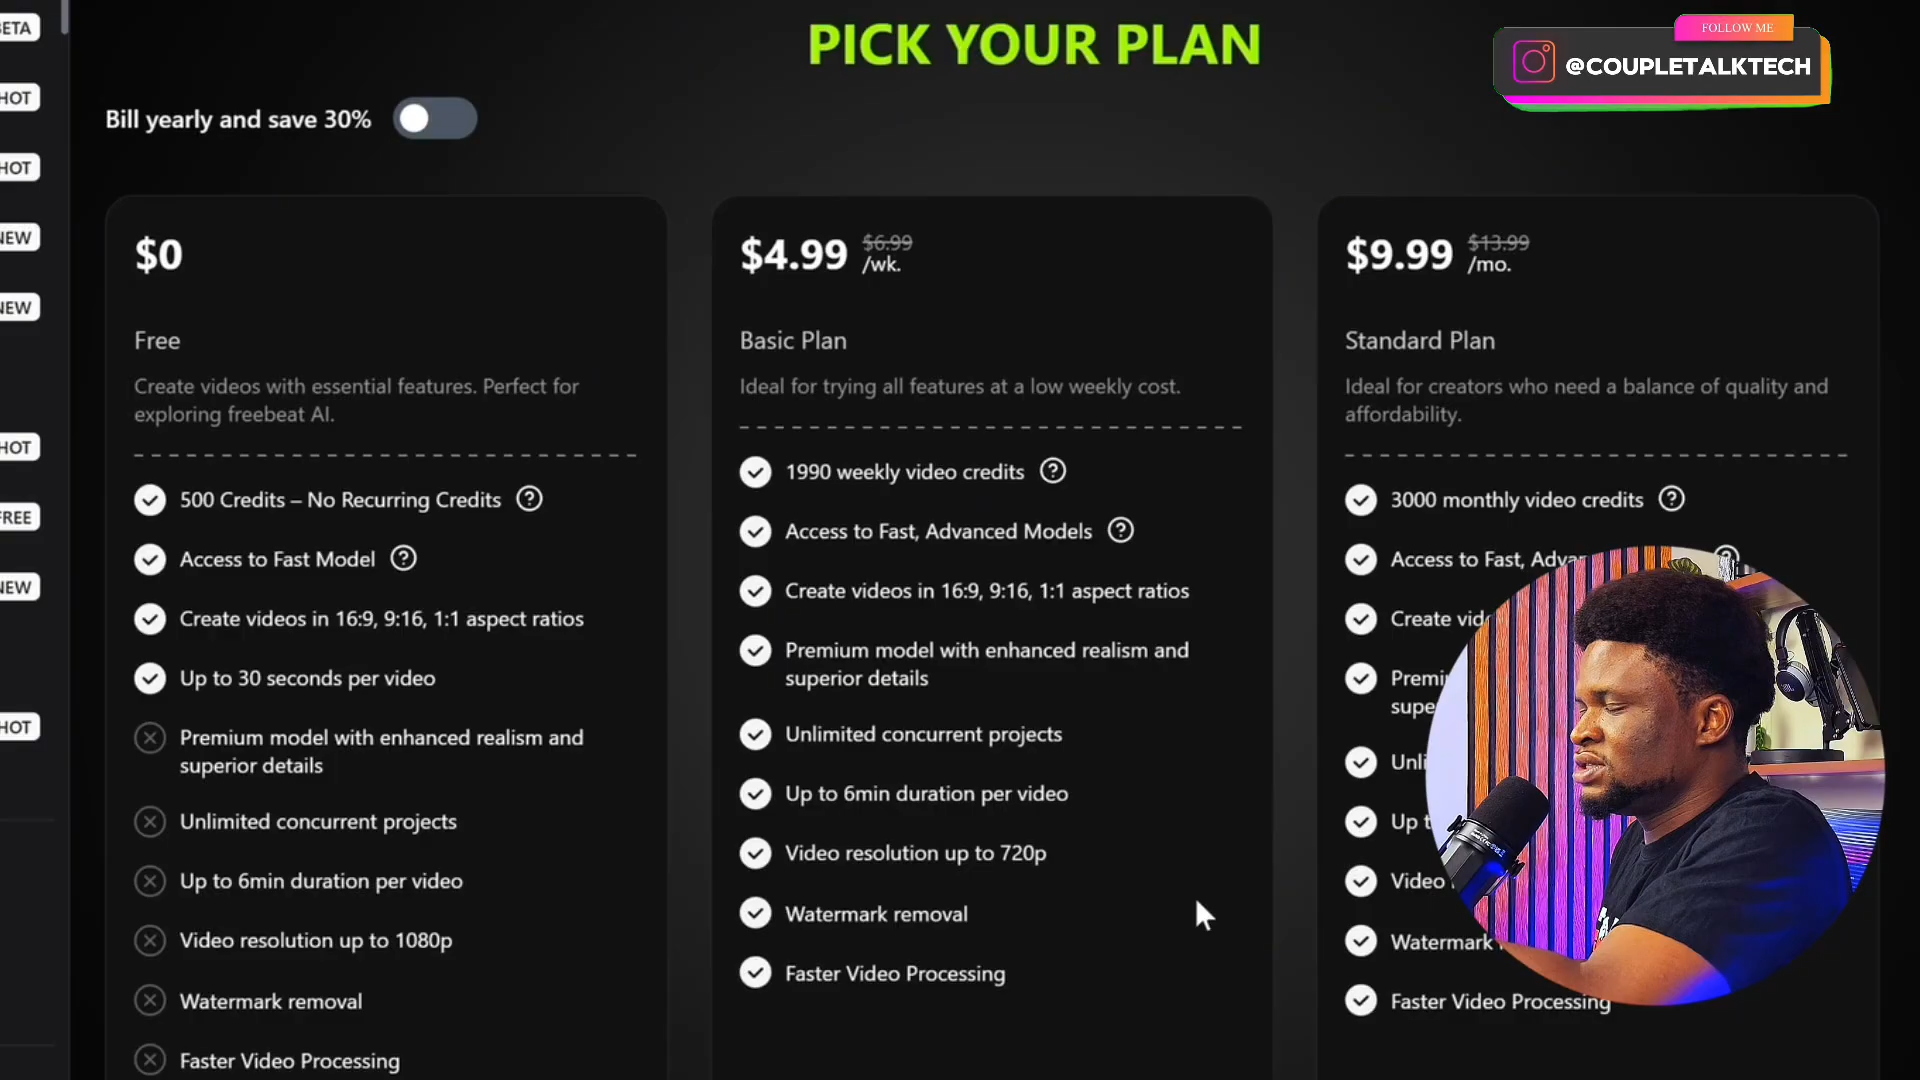 PICK YOUR PLAN
FOLLOW ME
@COUPLETALKTECH
Bill yearly and save 30%
HOT
HOT
NEW
NEW
HOT
FREE
NEW
HOT
$0
Free
Create videos with essential features. Perfect for
exploring freebeat AI.
500 Credits – No Recurring Credits
Access to Fast Model
Create videos in 16:9, 9:16, 1:1 aspect ratios
Up to 30 seconds per video
Premium model with enhanced realism and
superior details
Unlimited concurrent projects
Up to 6min duration per video
Video resolution up to 1080p
Watermark removal
Faster Video Processing
$4.99 $6.99
/wk.
Basic Plan
Ideal for trying all features at a low weekly cost.
1990 weekly video credits
Access to Fast, Advanced Models
Create videos in 16:9, 9:16, 1:1 aspect ratios
Premium model with enhanced realism and
superior details
Unlimited concurrent projects
Up to 6min duration per video
Video resolution up to 720p
Watermark removal
Faster Video Processing
$9.99 $13.99
/mo.
Standard Plan
Ideal for creators who need a balance of quality and
affordability.
3000 monthly video credits
Access to Fast,
Create
Up
Video
Watermark
Faster Video Processing